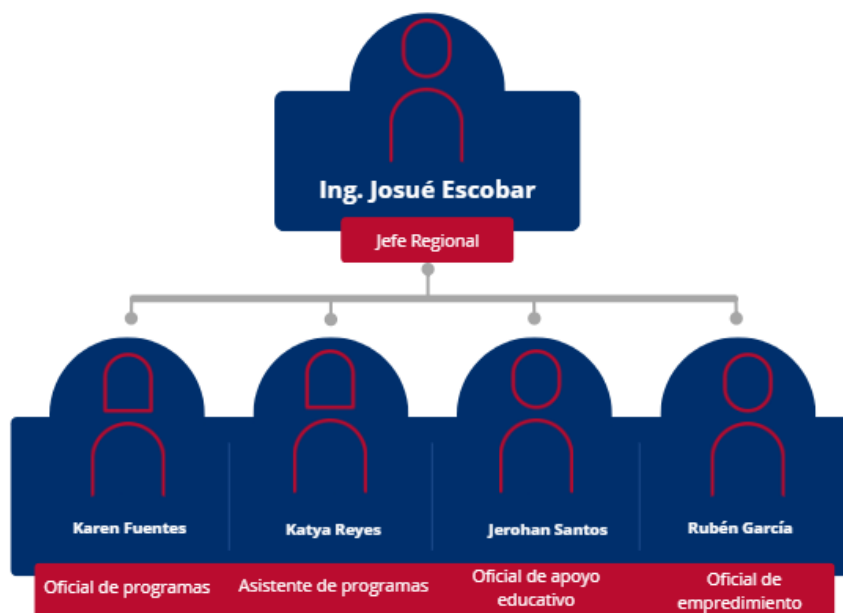 Ing. Josué Escobar
Jefe Regional
Karen Fuentes
Katya Reyes
Jerohan Santos
Rubén García
Oficial de programas
Asistente de programas
Oficial de apoyo
educativo
Oficial de
empredimiento